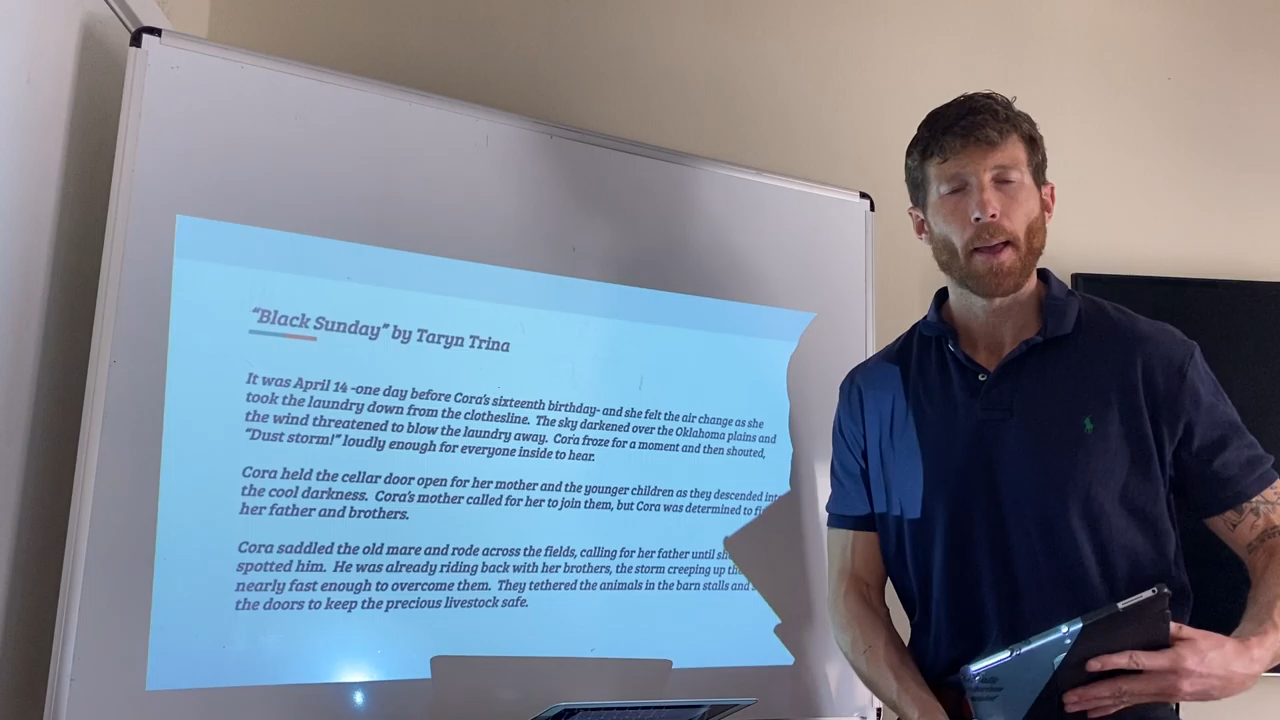 "Black Sunday" by Taryn Trina
It was April 14 -one day before Cora's sixteenth birthday- and she felt the air change as she
took the laundry down from the clothesline. The sky darkened over the Oklahoma plains and
the wind threatened to blow the laundry away. Cora froze for a moment and then shouted,
"Dust storm!" loudly enough for everyone inside to hear.
Cora held the cellar door open for her mother and the younger children as they descended into
the cool darkness. Cora's mother called for her to join them, but Cora was determined to
her father and brothers.
Cora saddled the old mare and rode across the fields, calling for her father until
spotted him. He was already riding back with her brothers, the storm creeping up
nearly fast enough to overcome them. They tethered the animals in the barn stalls and
the doors to keep the precious livestock safe.